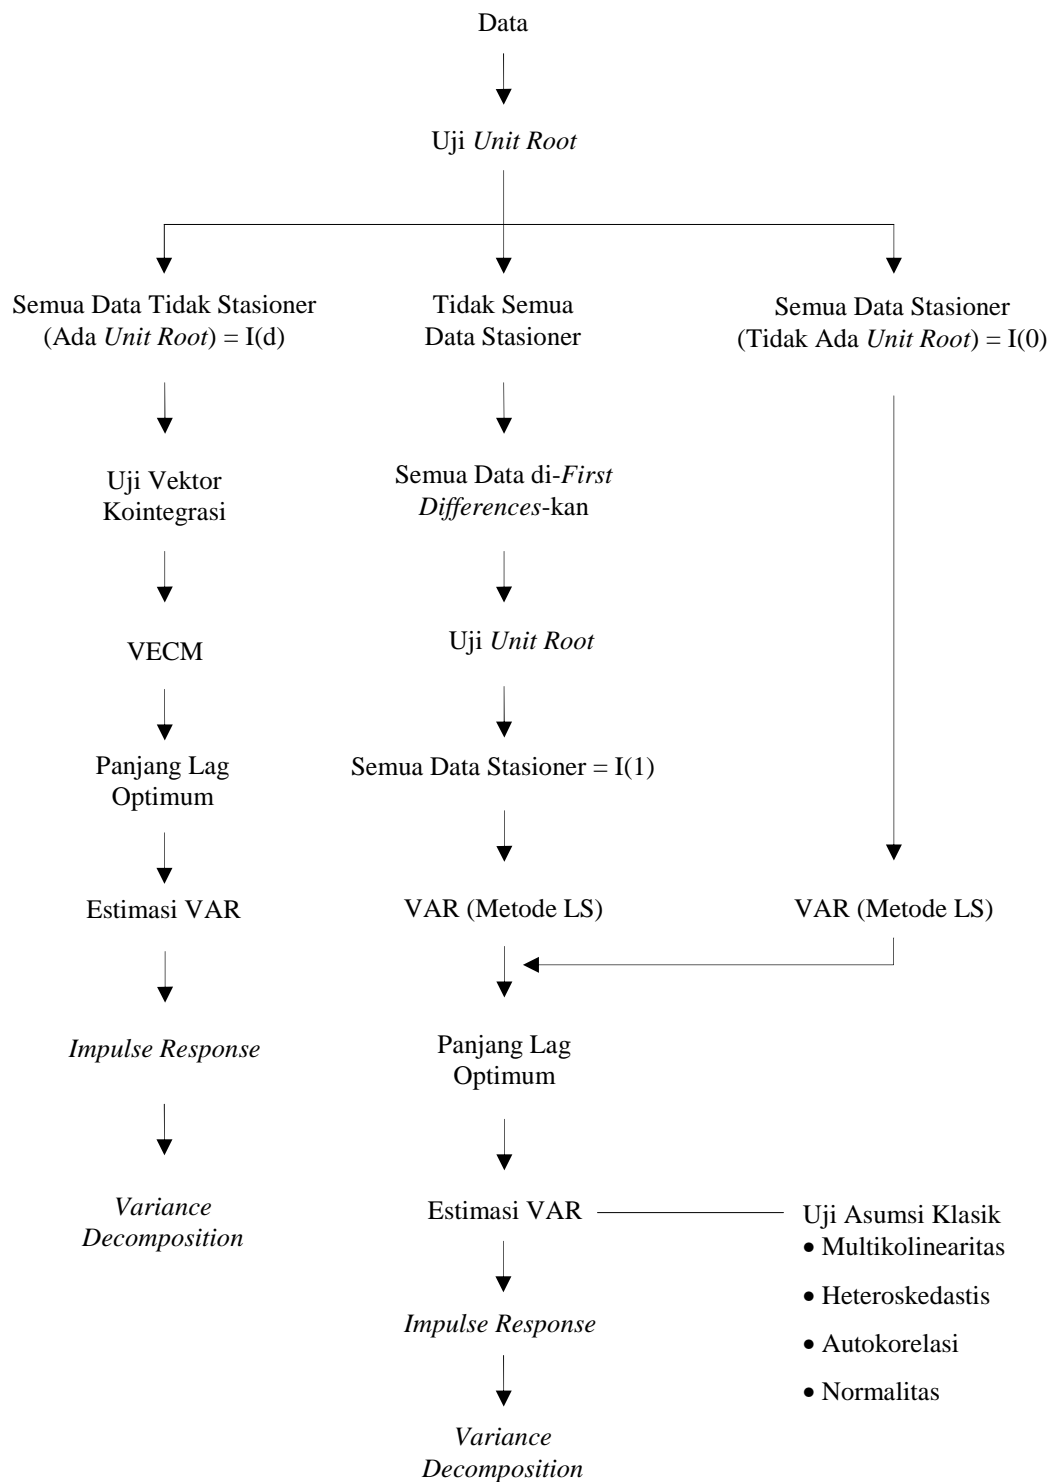 Data
Uji Unit Root
Semua Data Tidak Stasioner
(Ada Unit Root) = I(d)
Tidak Semua
Data Stasioner
Semua Data Stasioner
(Tidak Ada Unit Root) = I(0)
Uji Vektor
Kointegrasi
Semua Data di-First
Differences-kan
VECM
Uji Unit Root
Panjang Lag
Optimum
Semua Data Stasioner = I(1)
Estimasi VAR
VAR (Metode LS)
VAR (Metode LS)
Impulse Response
Panjang Lag
Optimum
Variance
Decomposition
Estimasi VAR
Uji Asumsi Klasik
• Multikolinearitas
• Heteroskedastis
• Autokorelasi
• Normalitas
Impulse Response
Variance
Decomposition